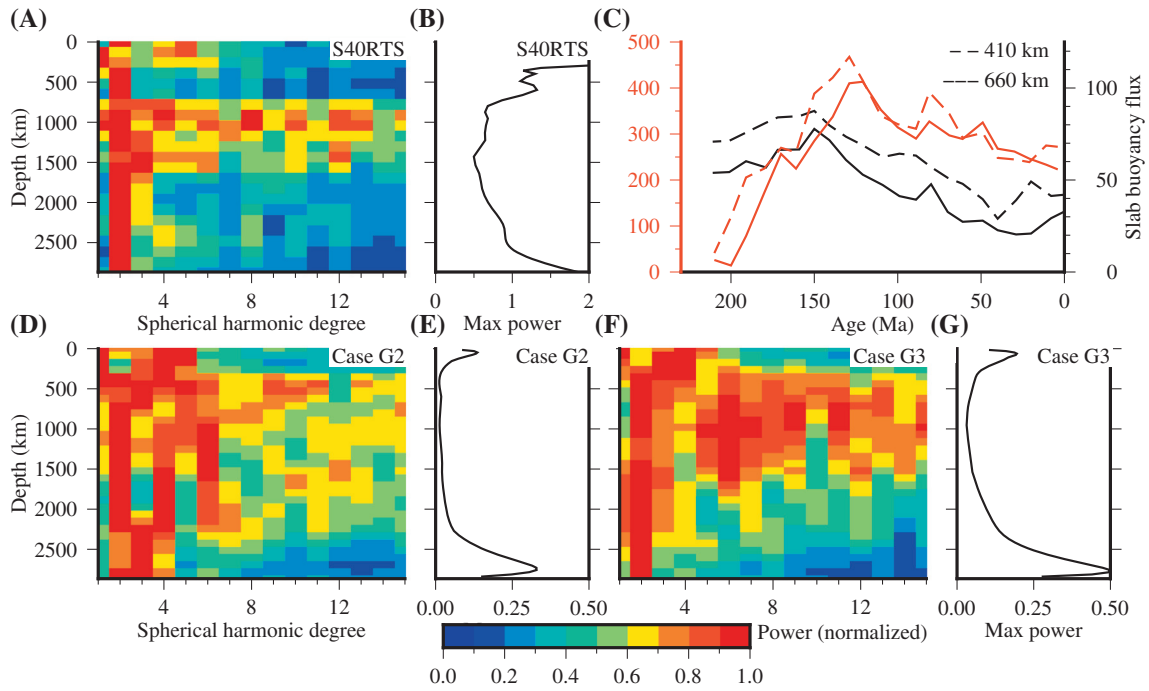 (A)
(B)
(C)
S40RTS
S40RTS
410 km
660 km
0
500
1000
1500
2000
2500
Depth (km)
4
8
12
Spherical harmonic degree
0
1
2
Max power
500
400
300
200
100
0
200
150
100
50
0
Age (Ma)
100
50
0
Slab buoyancy flux
(D)
(E)
(F)
(G)
Case G2
Case G2
Case G3
Case G3
0
500
1000
1500
2000
2500
Depth (km)
4
8
12
Spherical harmonic degree
0.00
0.25
0.50
4
8
12
0.00
0.25
0.50
Max power
Power (normalized)
0.0
0.2
0.4
0.6
0.8
1.0